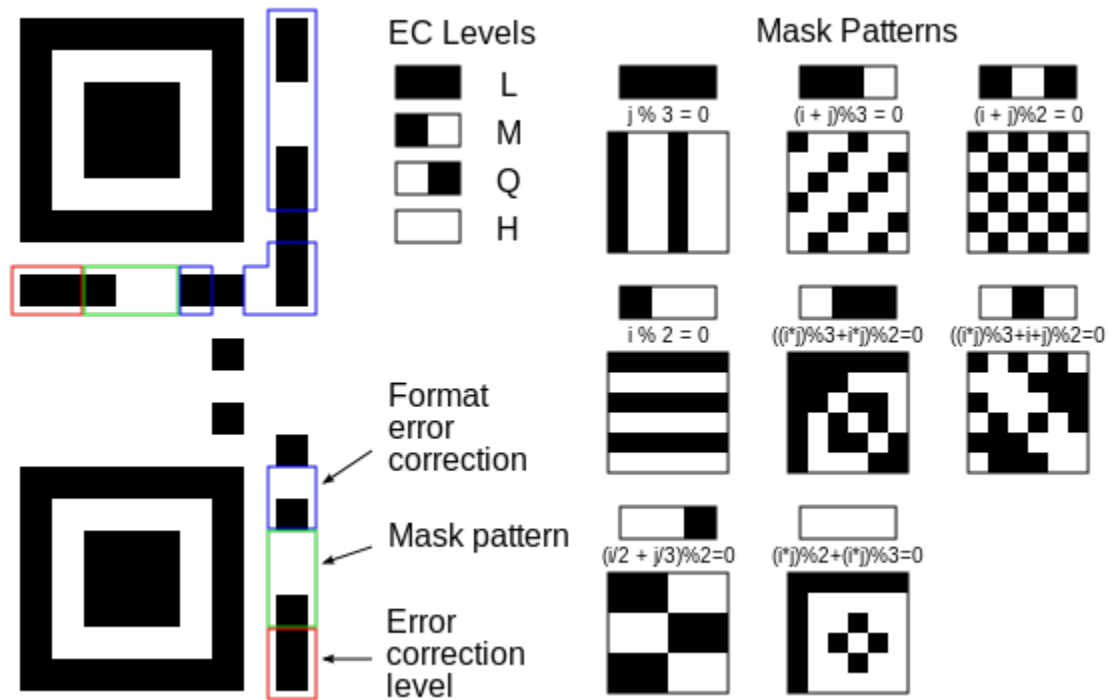 EC Levels
L
M
Q
H
Format
error
correction
Mask pattern
Error
correction
level
Mask Patterns
j % 3 = 0
(i + j)%3 = 0
(i + j)%2 = 0
i % 2 = 0
((i*j)%3+i*j)%2=0
((i*j)%3+i+j)%2=0
(i/2 + j/3)%2=0
(i*j)%2+(i*j)%3=0